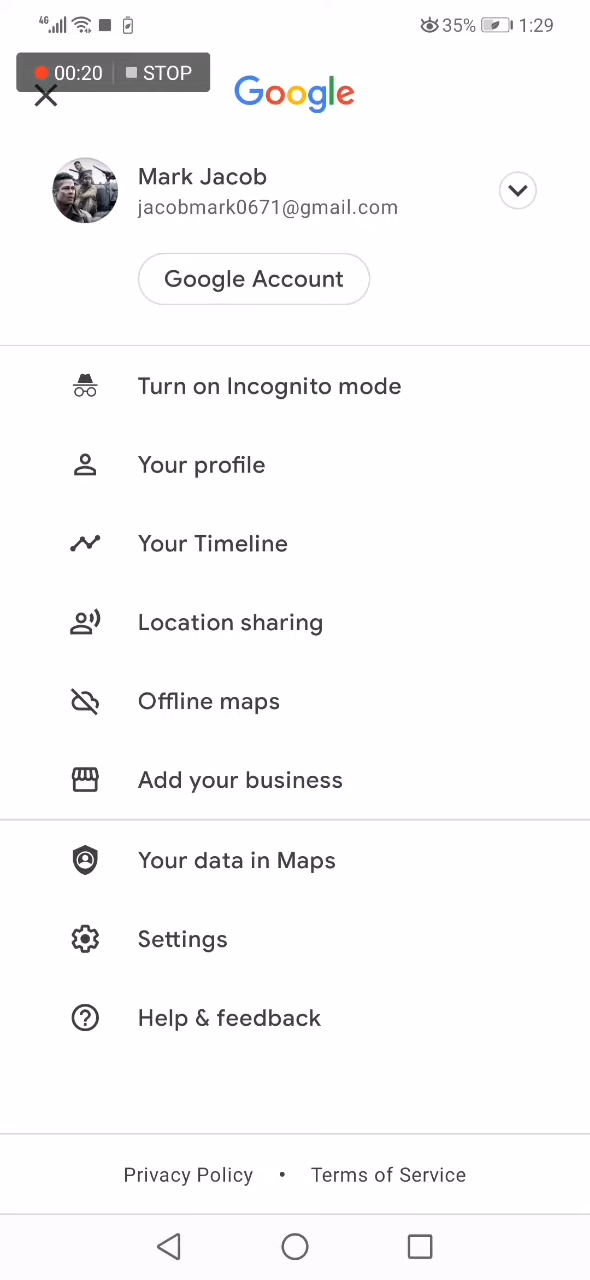 4G 35% 1:29
00:20 STOP
Google
Mark Jacob
jacobmark0671@gmail.com
Google Account
Turn on Incognito mode
Your profile
Your Timeline
Location sharing
Offline maps
Add your business
Your data in Maps
Settings
Help & feedback
Privacy Policy • Terms of Service